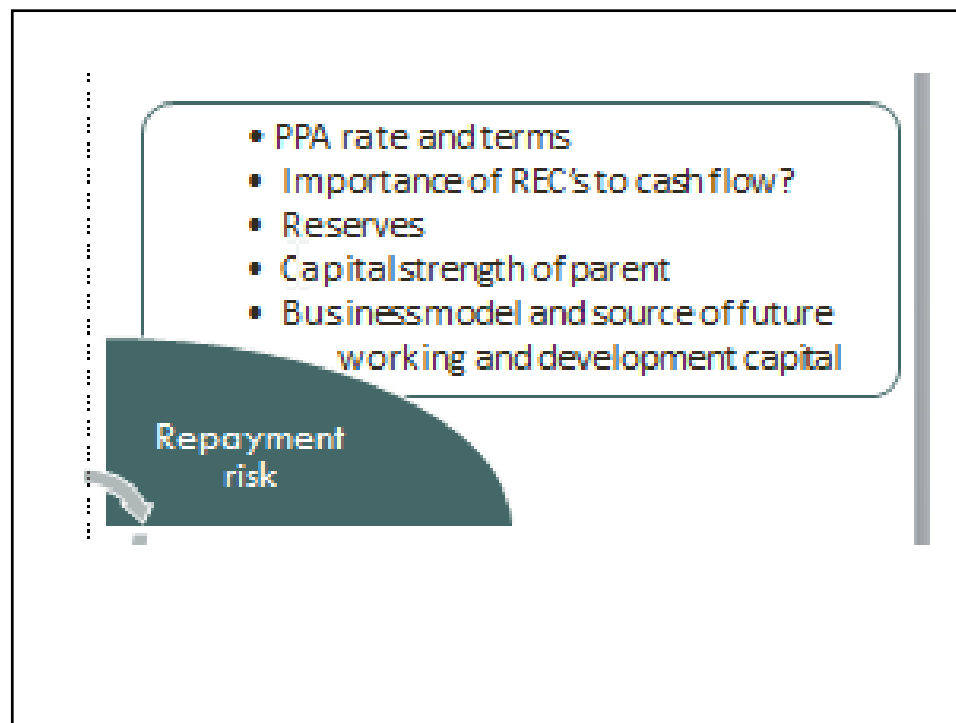 • PPA rate and terms
• Importance of REC's to cash flow?
• Reserves
• Capital strength of parent
• Business model and source of future
working and development capital
Repayment
risk